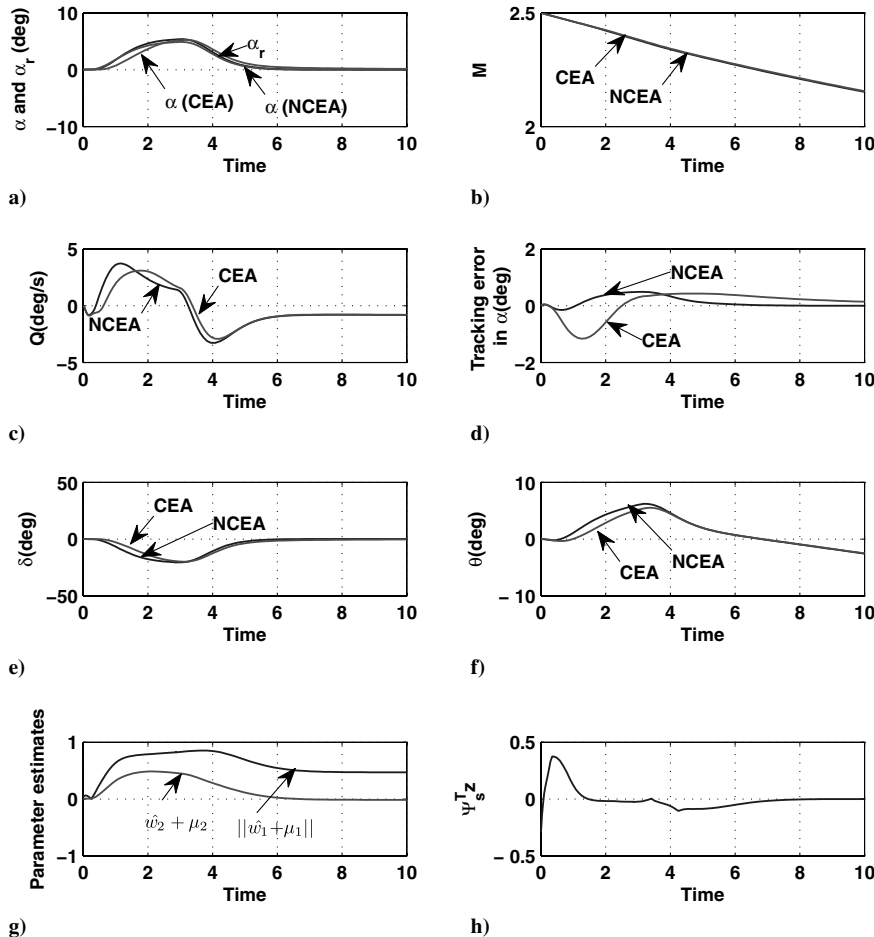 α and α_r (deg)
10
0
−10
α_r
α (CEA)
α (NCEA)
0 2 4 6 8 10
Time
a)
M
2.5
2
CEA
NCEA
0 2 4 6 8 10
Time
b)
Q(deg/s)
5
0
−5
NCEA
CEA
0 2 4 6 8 10
Time
c)
Tracking error
in α(deg)
2
0
−2
NCEA
CEA
0 2 4 6 8 10
Time
d)
δ(deg)
50
0
−50
CEA
NCEA
0 2 4 6 8 10
Time
e)
θ(deg)
10
0
− 10
CEA
NCEA
0 2 4 6 8 10
Time
f)
Parameter estimates
1
0
−1
ŵ₂ + μ₂
||ŵ₁+μ₁||
0 2 4 6 8 10
Time
g)
Ψ_s^T z
0.5
0
− 0.5
0 2 4 6 8 10
Time
h)